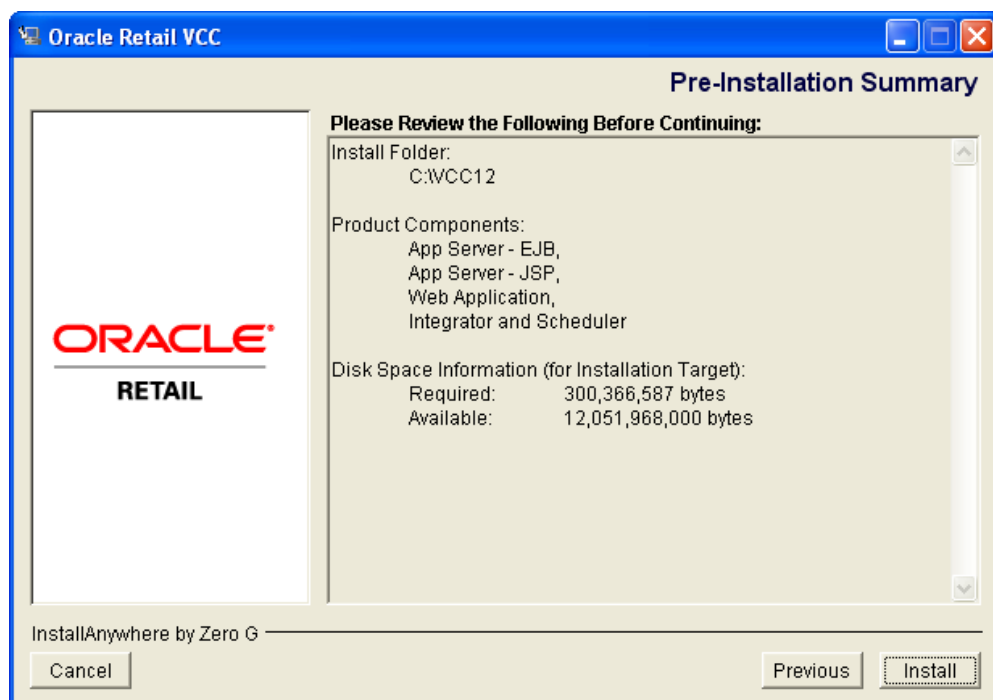 Oracle Retail VCC
Pre-Installation Summary
Please Review the Following Before Continuing:
Install Folder:
C:\VCC12
Product Components:
App Server - EJB,
App Server - JSP,
Web Application,
Integrator and Scheduler
Disk Space Information (for Installation Target):
Required: 300,366,587 bytes
Available: 12,051,968,000 bytes
ORACLE®
RETAIL
InstallAnywhere by Zero G
Cancel
Previous
Install